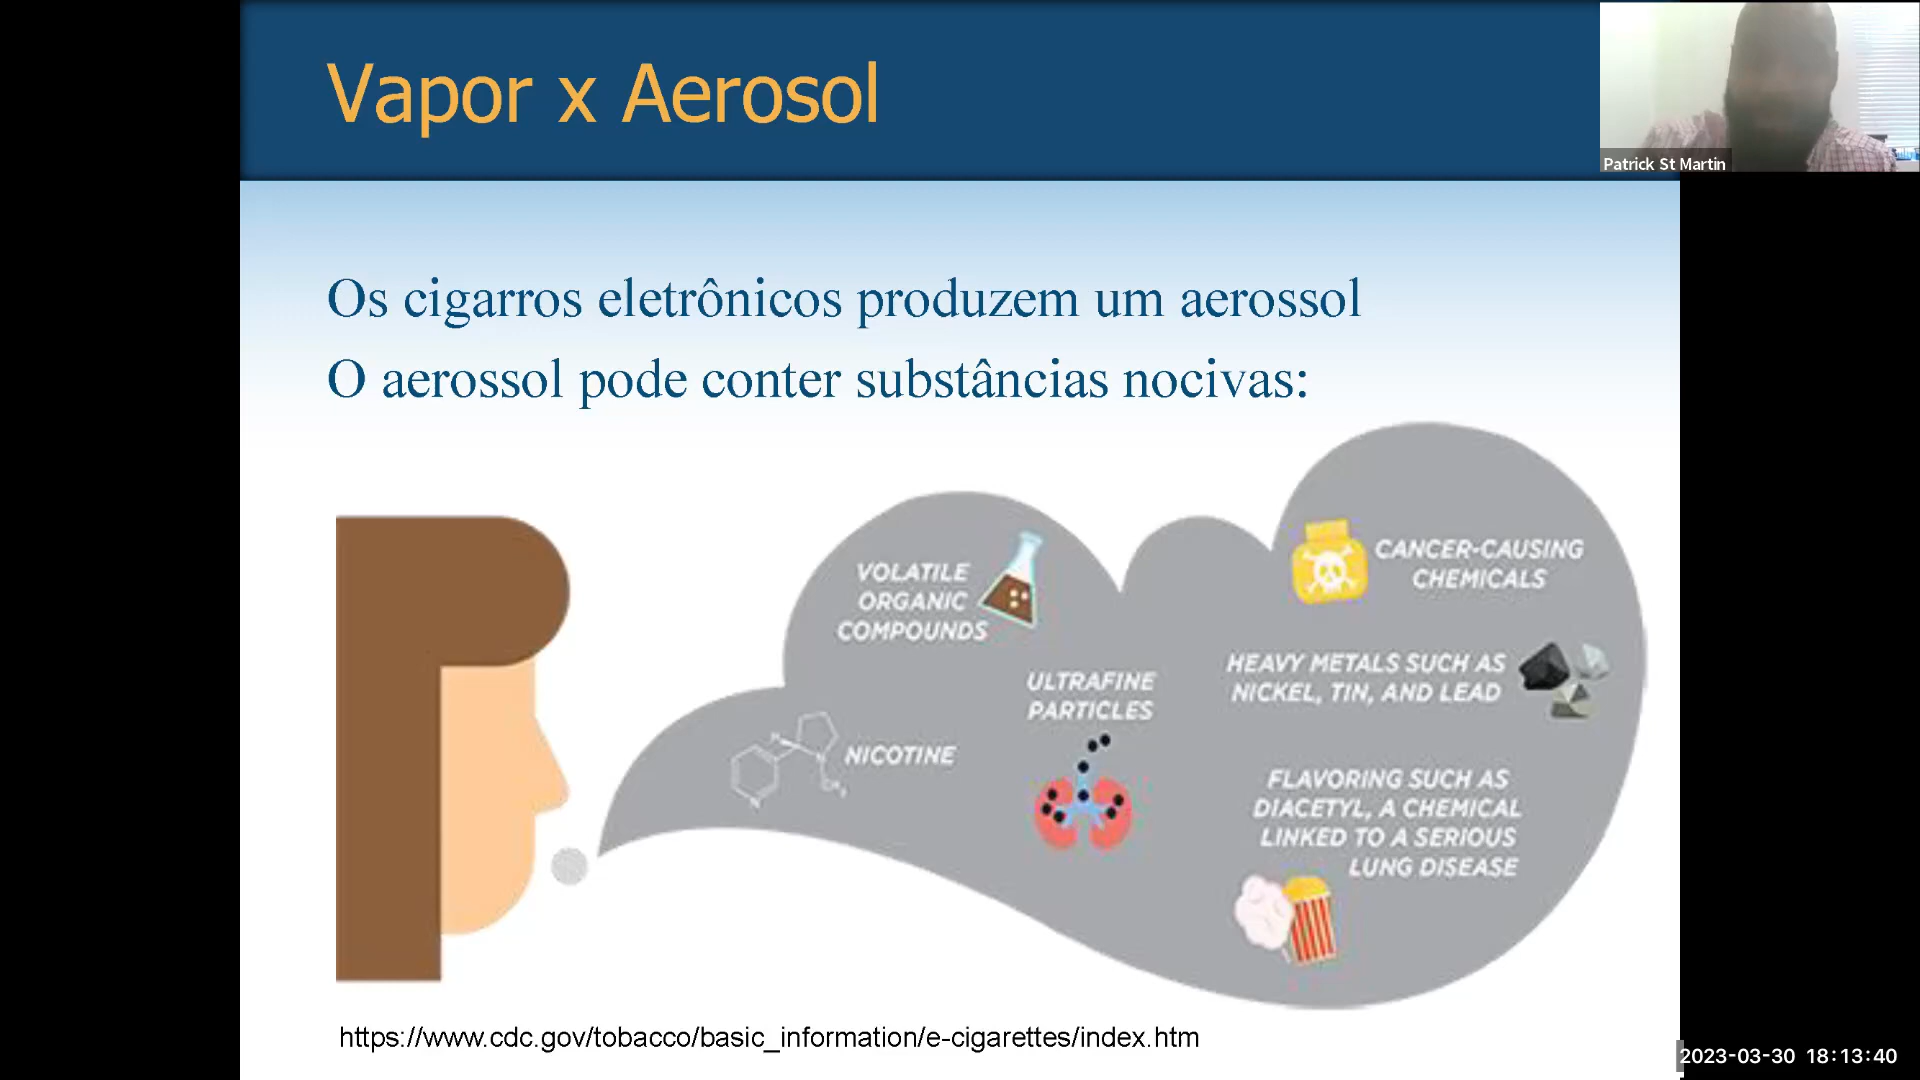 Vapor x Aerosol
Patrick St Martin
Os cigarros eletrônicos produzem um aerossol
O aerossol pode conter substâncias nocivas:
VOLATILE
ORGANIC
COMPOUNDS
NICOTINE
N
N
CH3
N
ULTRAFINE
PARTICLES
CANCER-CAUSING
CHEMICALS
HEAVY METALS SUCH AS
NICKEL, TIN, AND LEAD
FLAVORING SUCH AS
DIACETYL, A CHEMICAL
LINKED TO A SERIOUS
LUNG DISEASE
https://www.cdc.gov/tobacco/basic_information/e-cigarettes/index.htm
2023-03-30 18:13:40